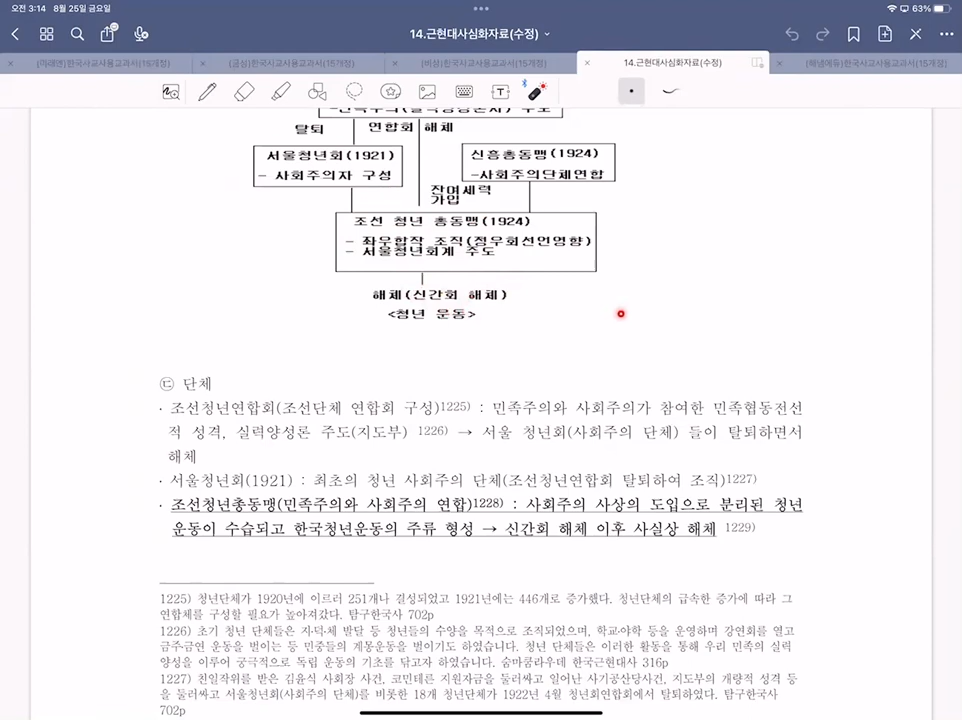 오후 3:14 8월 25일 금요일 63%
14.근현대사심화자료(수정)
(미래엔)한국사교사용교과서(15개정) (금성)한국사교사용교과서(15개정) (비상)한국사교사용교과서(15개정) 14.근현대사심화자료(수정) (해냄에듀)한국사교사용교과서(15개정)
탈퇴 연합회 해체
서울청년회(1921)
- 사회주의자 구성
신흥총동맹(1924)
-사회주의단체연합
잔여세력
가입
조선 청년 총동맹(1924)
- 좌우합작 조직(정우회선언영향)
- 서울청년회계 주도
해체(신간회 해체)
<청년 운동>
㉢ 단체
· 조선청년연합회(조선단체 연합회 구성)1225) : 민족주의와 사회주의가 참여한 민족협동전선
적 성격, 실력양성론 주도(지도부) 1226) → 서울 청년회(사회주의 단체) 들이 탈퇴하면서
해체
· 서울청년회(1921) : 최초의 청년 사회주의 단체(조선청년연합회 탈퇴하여 조직)1227)
· 조선청년총동맹(민족주의와 사회주의 연합)1228) : 사회주의 사상의 도입으로 분리된 청년
운동이 수습되고 한국청년운동의 주류 형성 → 신간회 해체 이후 사실상 해체 1229)
1225) 청년단체가 1920년에 이르러 251개나 결성되었고 1921년에는 446개로 증가했다. 청년단체의 급속한 증가에 따라 그
연합체를 구성할 필요가 높아져갔다. 탐구한국사 702p
1226) 초기 청년 단체들은 지·덕·체 발달 등 청년들의 수양을 목적으로 조직되었으며, 학교·야학 등을 운영하며 강연회를 열고
금주·금연 운동을 벌이는 등 민중들의 계몽운동을 벌이기도 하였습니다. 청년 단체들은 이러한 활동을 통해 우리 민족의 실력
양성을 이루어 궁극적으로 독립 운동의 기초를 닦고자 하였습니다. 숨마쿰라우데 한국근현대사 316p
1227) 친일작위를 받은 김윤식 사회장 사건, 코민테른 지원자금을 둘러싸고 일어난 사기공산당사건, 지도부의 개량적 성격 등
을 둘러싸고 서울청년회(사회주의 단체)를 비롯한 18개 청년단체가 1922년 4월 청년회연합회에서 탈퇴하였다. 탐구한국사
702p